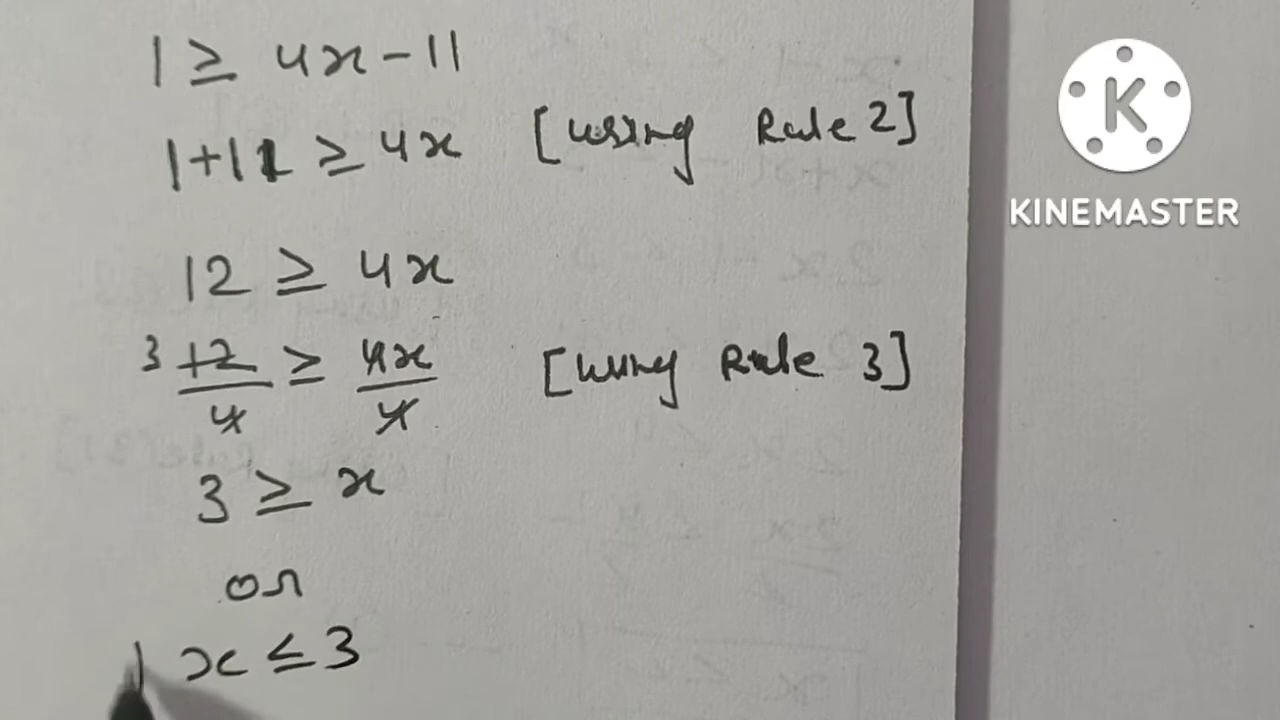 1 ≥ 4x - 11
1+11 ≥ 4x [using Rule 2]
12 ≥ 4x
3 12/4 ≥ 4x/4 [using Rule 3]
3 ≥ x
or
x ≤ 3
K
KINEMASTER